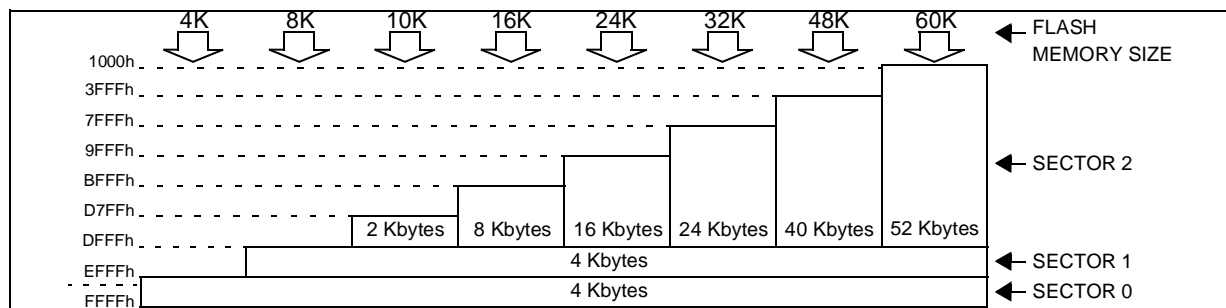 4K 8K 10K 16K 24K 32K 48K 60K
FLASH
MEMORY SIZE
1000h
3FFFh
7FFFh
9FFFh
SECTOR 2
BFFFh
D7FFh
2 Kbytes 8 Kbytes 16 Kbytes 24 Kbytes 40 Kbytes 52 Kbytes
DFFFh
4 Kbytes SECTOR 1
EFFFh
4 Kbytes SECTOR 0
FFFFh